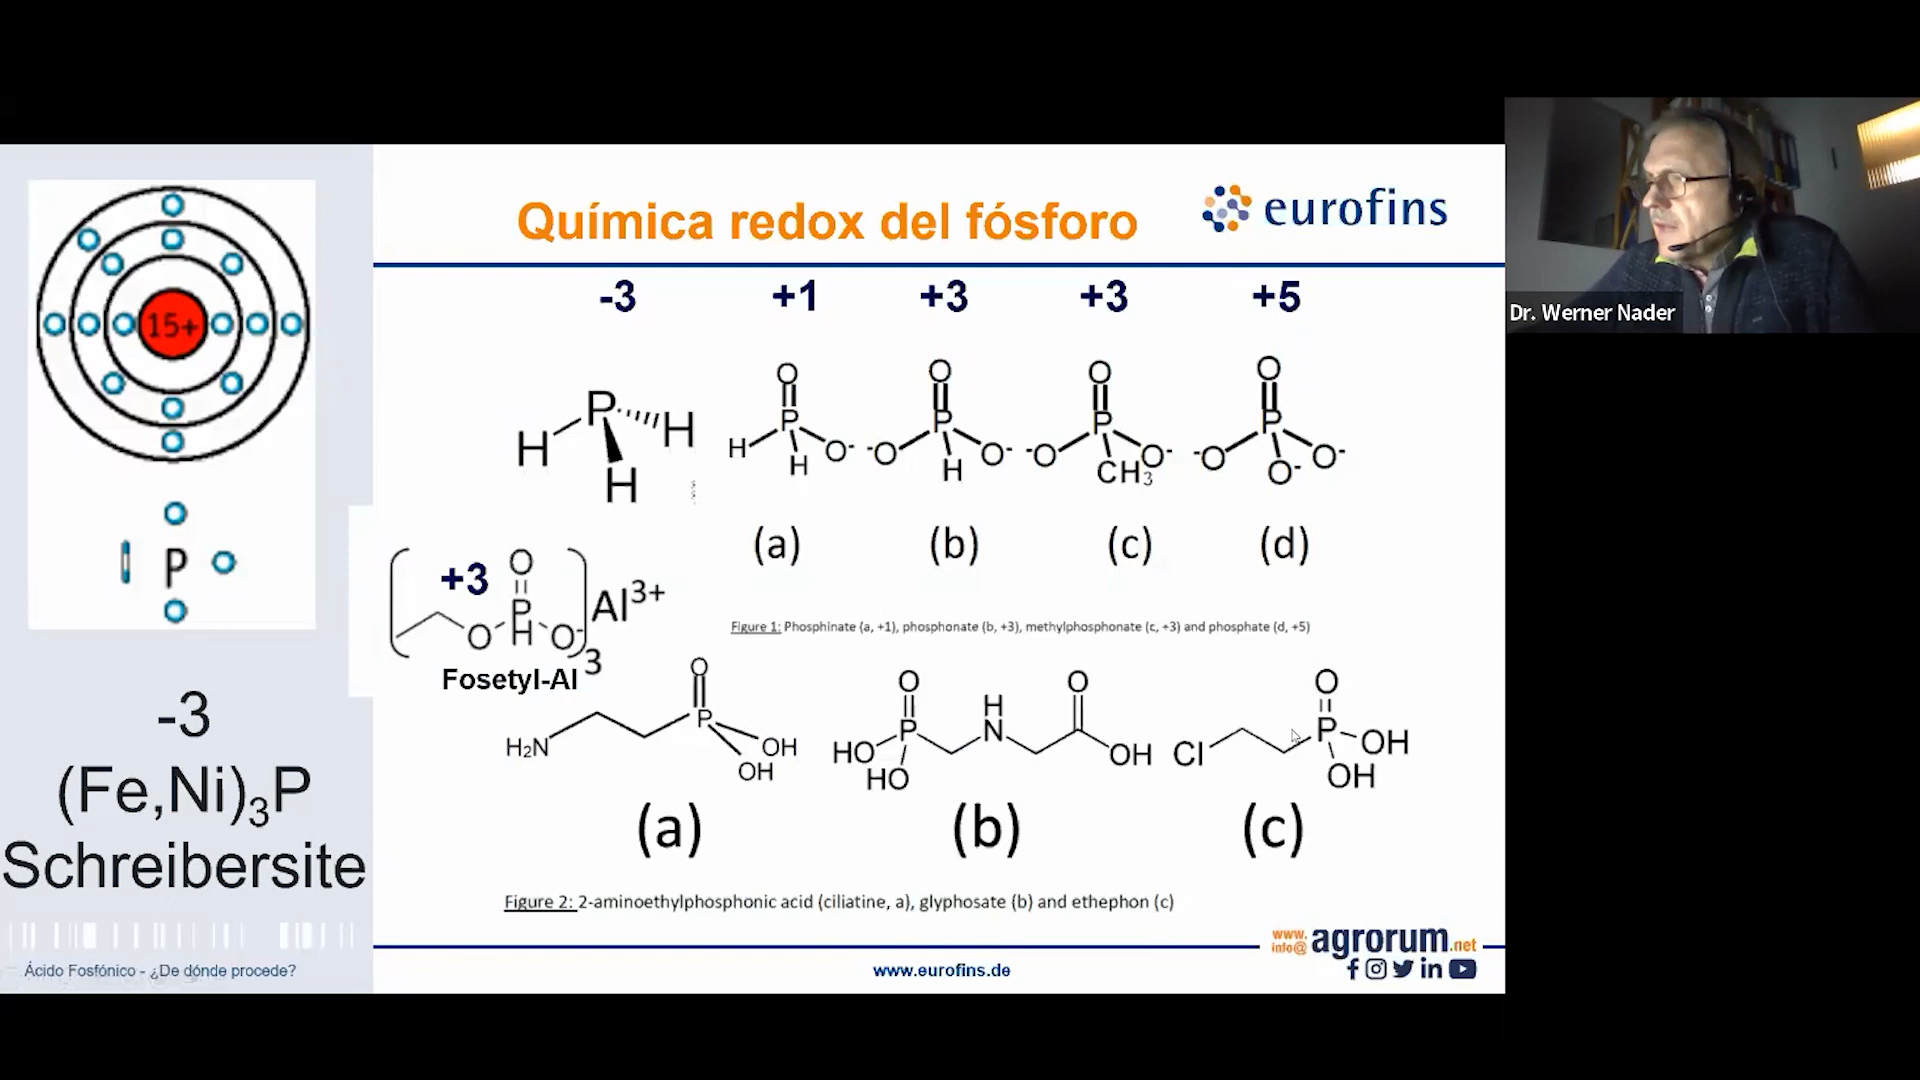 Química redox del fósforo
eurofins
-3 +1 +3 +3 +5
15+
P
H P H H
O P H H O-
O -O P O- H
O -O P O- CH3
O -O P O- O-
(a) (b) (c) (d)
+3 O P H O O- 3 Al3+
Fosetyl-Al
Figure 1: Phosphinate (a, +1), phosphonate (b, +3), methylphosphonate (c, +3) and phosphate (d, +5)
H2N O P OH OH
O HO P HO H N O OH
Cl O P OH OH
(a) (b) (c)
Figure 2: 2-aminoethylphosphonic acid (ciliatine, a), glyphosate (b) and ethephon (c)
-3
(Fe,Ni)3P
Schreibersite
Ácido Fosfónico - ¿De dónde procede?
www.eurofins.de
www.
info@
agrorum.net
Dr. Werner Nader